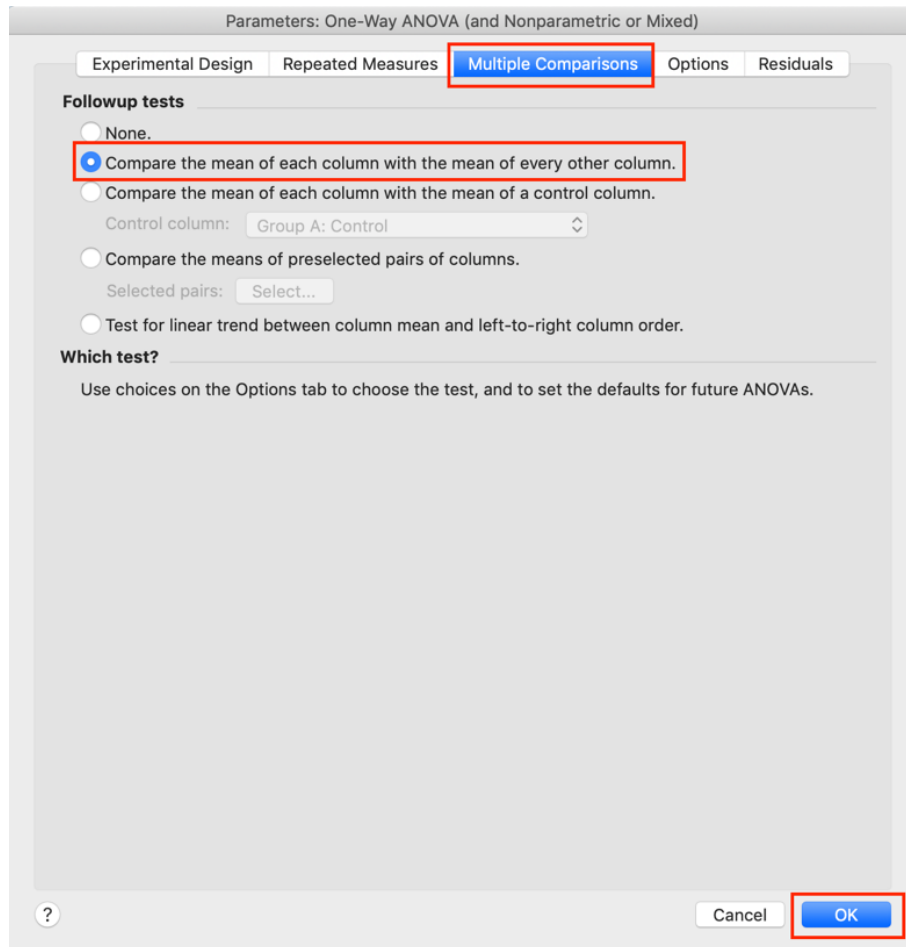 Parameters: One-Way ANOVA (and Nonparametric or Mixed)
Experimental Design Repeated Measures Multiple Comparisons Options Residuals
Followup tests
None.
Compare the mean of each column with the mean of every other column.
Compare the mean of each column with the mean of a control column.
Control column: Group A: Control
Compare the means of preselected pairs of columns.
Selected pairs: Select...
Test for linear trend between column mean and left-to-right column order.
Which test?
Use choices on the Options tab to choose the test, and to set the defaults for future ANOVAs.
? Cancel OK